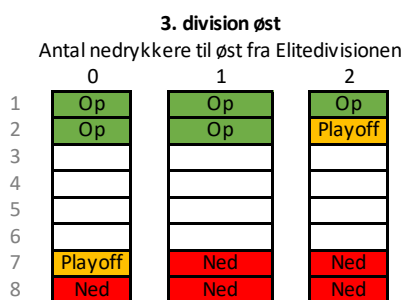 3. division øst
Antal nedrykkere til øst fra Elitedivisionen
0 1 2
1 Op Op Op
2 Op Op Playoff
3
4
5
6
7 Playoff Ned Ned
8 Ned Ned Ned